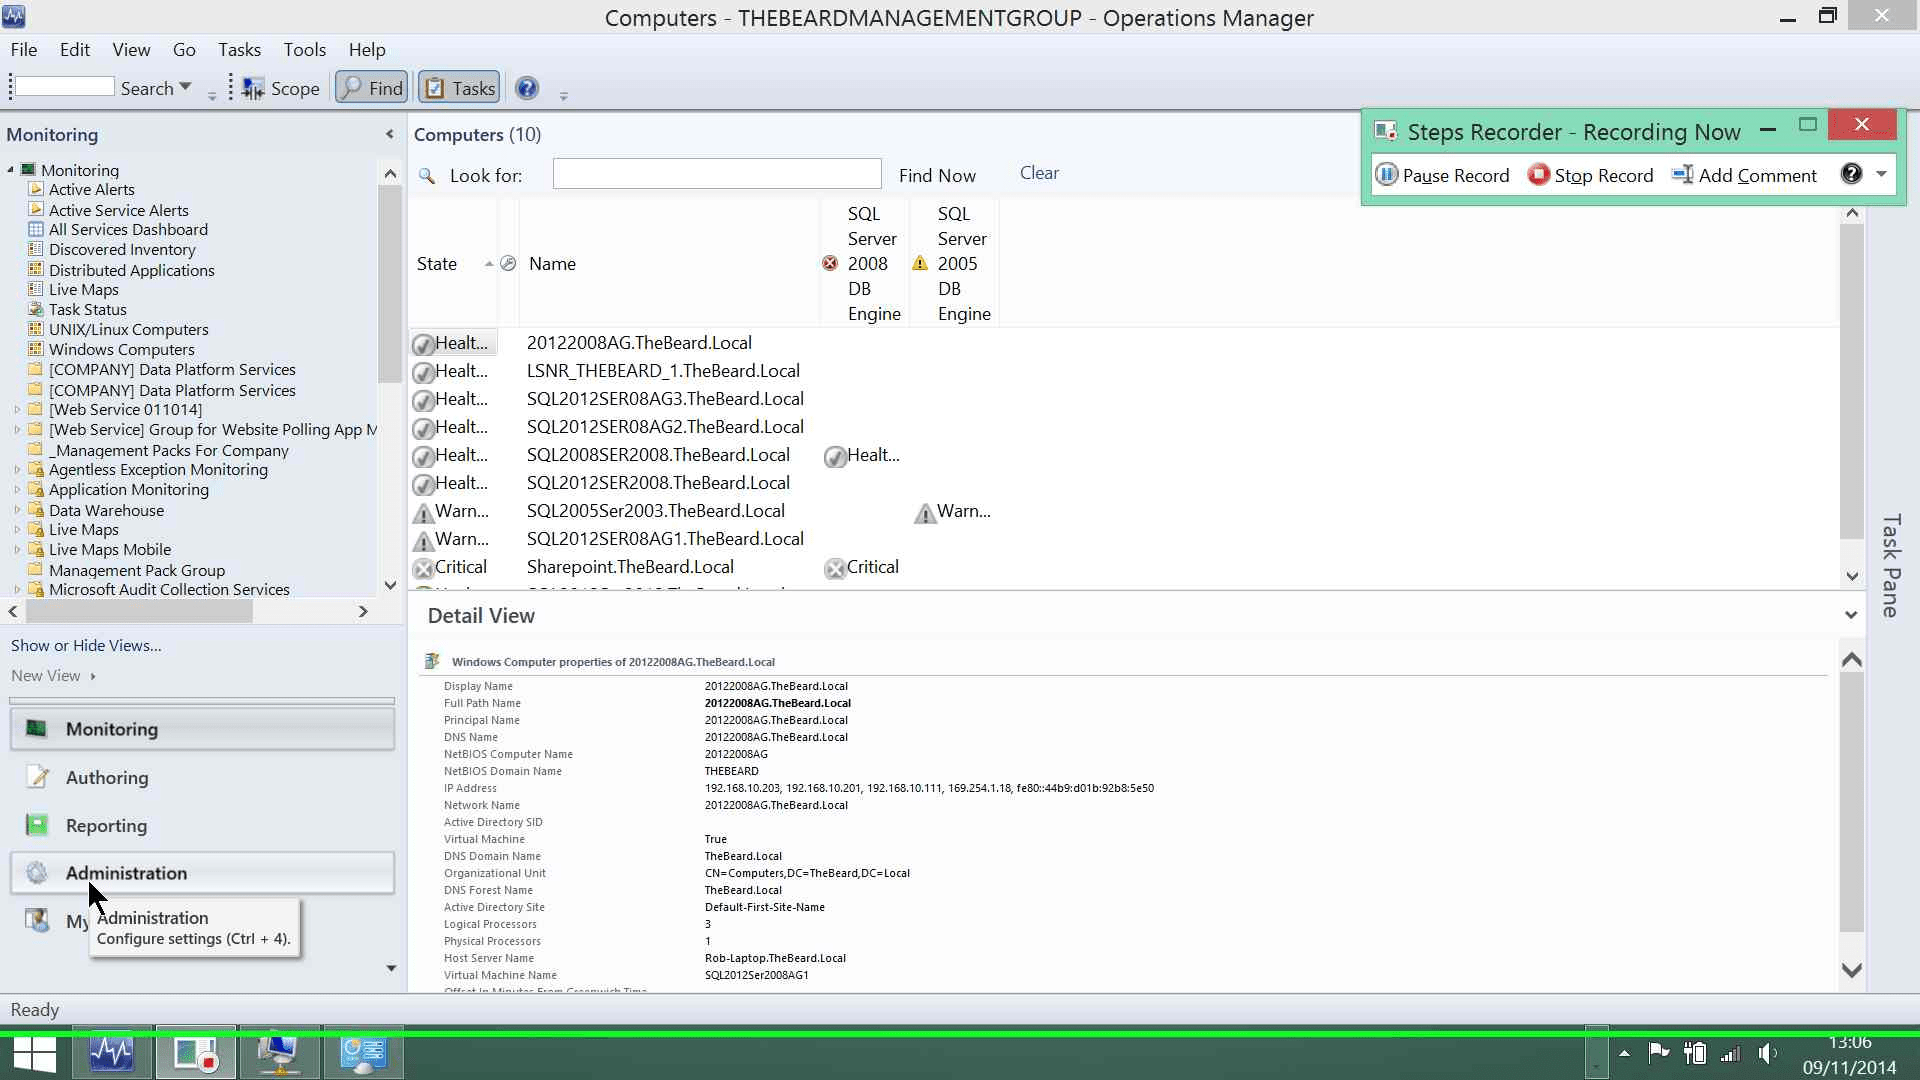 Computers - THEBEARDMANAGEMENTGROUP - Operations Manager
File Edit View Go Tasks Tools Help
Search Scope Find Tasks
Monitoring
Monitoring
Active Alerts
Active Service Alerts
All Services Dashboard
Discovered Inventory
Distributed Applications
Live Maps
Task Status
UNIX/Linux Computers
Windows Computers
[COMPANY] Data Platform Services
[COMPANY] Data Platform Services
[Web Service 011014]
[Web Service] Group for Website Polling App M
_Management Packs For Company
Agentless Exception Monitoring
Application Monitoring
Data Warehouse
Live Maps
Live Maps Mobile
Management Pack Group
Microsoft Audit Collection Services
Show or Hide Views...
New View
Monitoring
Authoring
Reporting
Administration
My
Administration
Configure settings (Ctrl + 4).
Computers (10)
Look for: Find Now Clear
Steps Recorder - Recording Now
Pause Record Stop Record Add Comment
State Name SQL Server 2008 DB Engine SQL Server 2005 DB Engine
Healt... 20122008AG.TheBeard.Local
Healt... LSNR_THEBEARD_1.TheBeard.Local
Healt... SQL2012SER08AG3.TheBeard.Local
Healt... SQL2012SER08AG2.TheBeard.Local
Healt... SQL2008SER2008.TheBeard.Local Healt...
Healt... SQL2012SER2008.TheBeard.Local
Warn... SQL2005Ser2003.TheBeard.Local Warn...
Warn... SQL2012SER08AG1.TheBeard.Local
Critical Sharepoint.TheBeard.Local Critical
Task Pane
Detail View
Windows Computer properties of 20122008AG.TheBeard.Local
Display Name 20122008AG.TheBeard.Local
Full Path Name 20122008AG.TheBeard.Local
Principal Name 20122008AG.TheBeard.Local
DNS Name 20122008AG.TheBeard.Local
NetBIOS Computer Name 20122008AG
NetBIOS Domain Name THEBEARD
IP Address 192.168.10.203, 192.168.10.201, 192.168.10.111, 169.254.1.18, fe80::44b9:d01b:92b8:5e50
Network Name 20122008AG.TheBeard.Local
Active Directory SID
Virtual Machine True
DNS Domain Name TheBeard.Local
Organizational Unit CN=Computers,DC=TheBeard,DC=Local
DNS Forest Name TheBeard.Local
Active Directory Site Default-First-Site-Name
Logical Processors 3
Physical Processors 1
Host Server Name Rob-Laptop.TheBeard.Local
Virtual Machine Name SQL2012Ser2008AG1
Offset In Minutes From Greenwich Time
Ready
13:06
09/11/2014